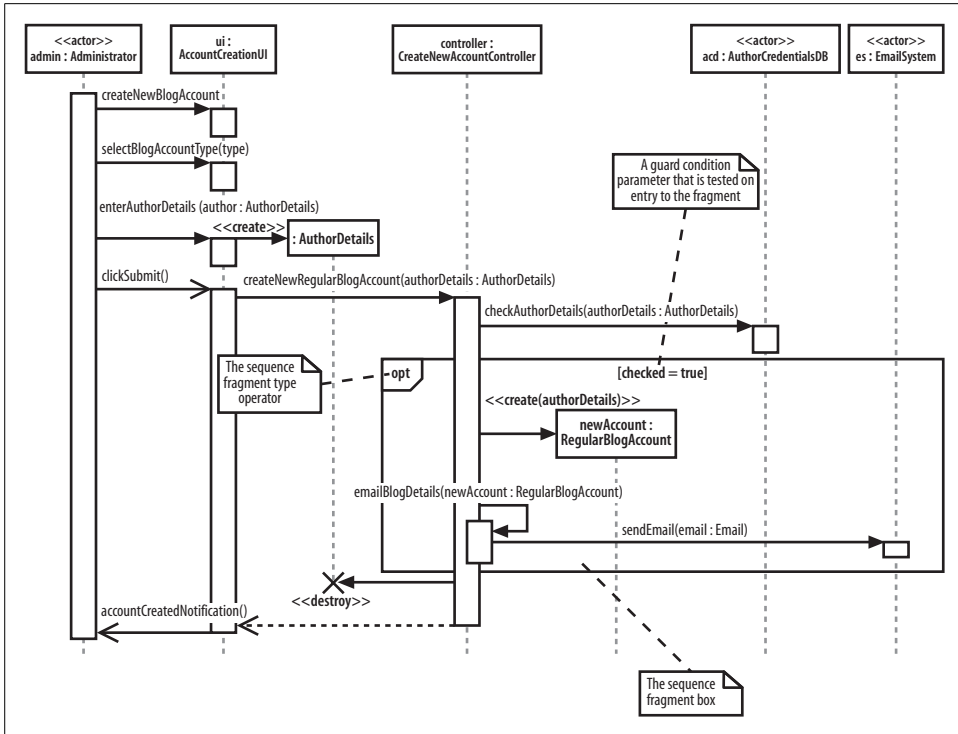 <<actor>>
admin : Administrator
ui :
AccountCreationUI
controller :
CreateNewAccountController
<<actor>>
acd : AuthorCredentialsDB
<<actor>>
es : EmailSystem
createNewBlogAccount
selectBlogAccountType(type)
A guard condition
parameter that is tested on
entry to the fragment
enterAuthorDetails (author : AuthorDetails)
<<create>>
: AuthorDetails
clickSubmit()
createNewRegularBlogAccount(authorDetails : AuthorDetails)
checkAuthorDetails(authorDetails : AuthorDetails)
The sequence
fragment type
operator
opt
[checked = true]
<<create(authorDetails)>>
newAccount :
RegularBlogAccount
emailBlogDetails(newAccount : RegularBlogAccount)
sendEmail(email : Email)
<<destroy>>
accountCreatedNotification()
The sequence
fragment box